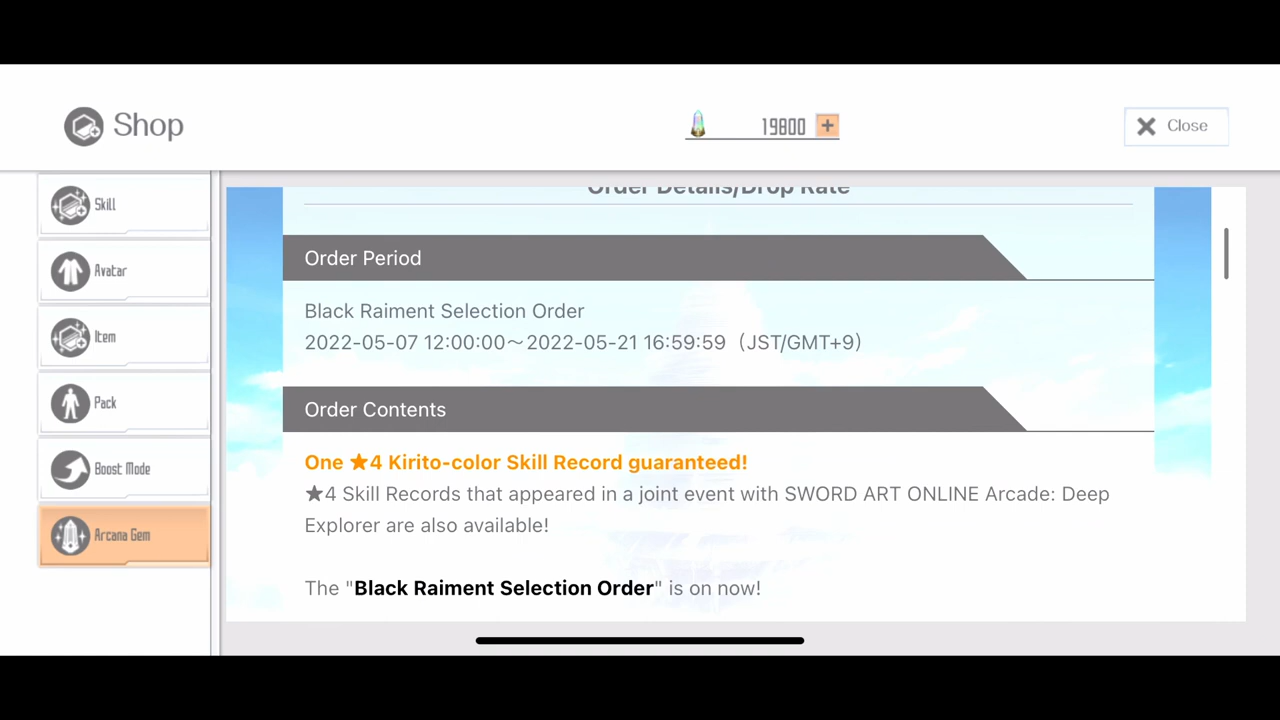 Shop
19800
Close
Skill
Avatar
Item
Pack
Boost Mode
Arcana Gem
Order Details/Drop Rate
Order Period
Black Raiment Selection Order
2022-05-07 12:00:00～2022-05-21 16:59:59（JST/GMT+9）
Order Contents
One ★4 Kirito-color Skill Record guaranteed!
★4 Skill Records that appeared in a joint event with SWORD ART ONLINE Arcade: Deep
Explorer are also available!
The "Black Raiment Selection Order" is on now!